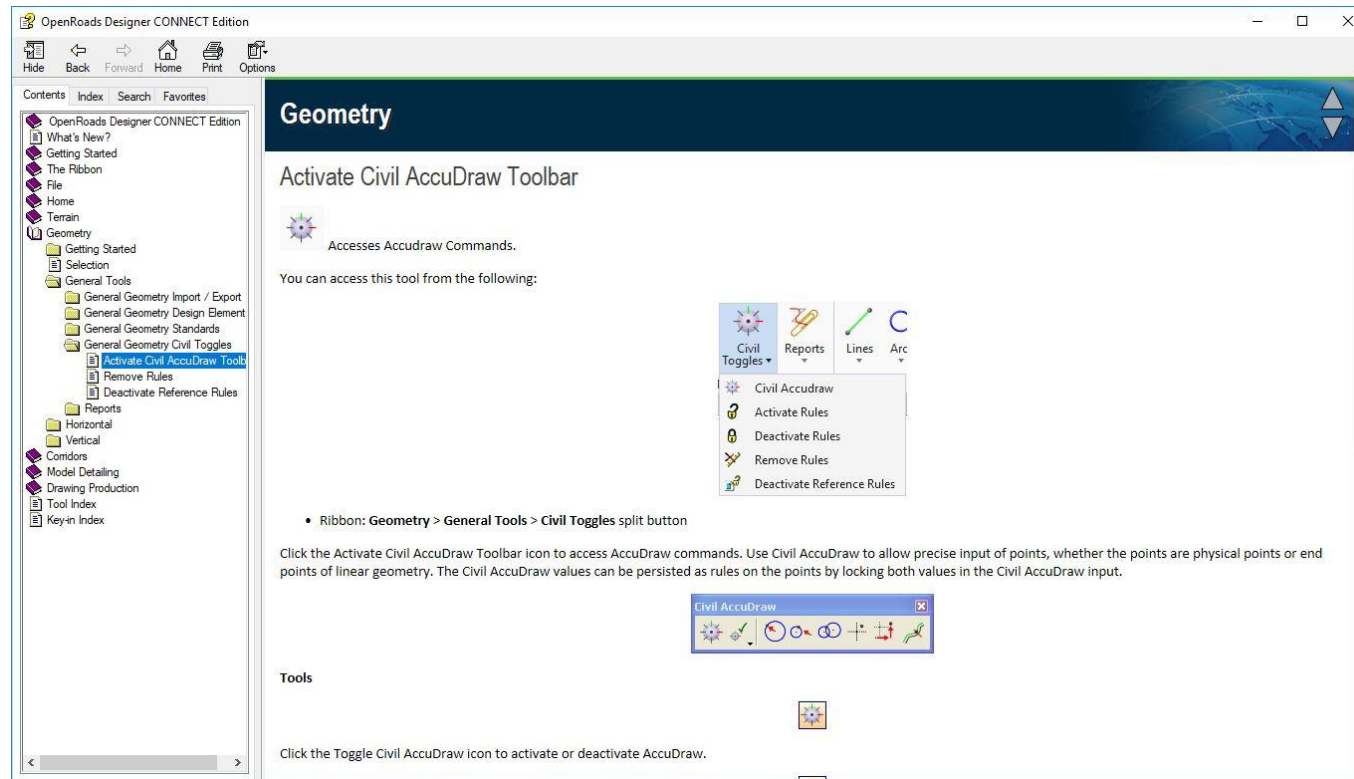 OpenRoads Designer CONNECT Edition
Hide Back Forward Home Print Options
Contents Index Search Favorites
OpenRoads Designer CONNECT Edition
What's New?
Getting Started
The Ribbon
File
Home
Terrain
Geometry
Getting Started
Selection
General Tools
General Geometry Import / Export
General Geometry Design Element
General Geometry Standards
General Geometry Civil Toggles
Activate Civil AccuDraw Toolb
Remove Rules
Deactivate Reference Rules
Reports
Horizontal
Vertical
Corridors
Model Detailing
Drawing Production
Tool Index
Key-in Index
Geometry
Activate Civil AccuDraw Toolbar
Accesses Accudraw Commands.
You can access this tool from the following:
Civil Toggles Reports Lines Arc
Civil Accudraw
Activate Rules
Deactivate Rules
Remove Rules
Deactivate Reference Rules
• Ribbon: Geometry > General Tools > Civil Toggles split button
Click the Activate Civil AccuDraw Toolbar icon to access AccuDraw commands. Use Civil AccuDraw to allow precise input of points, whether the points are physical points or end
points of linear geometry. The Civil AccuDraw values can be persisted as rules on the points by locking both values in the Civil AccuDraw input.
Civil AccuDraw
Tools
Click the Toggle Civil AccuDraw icon to activate or deactivate AccuDraw.